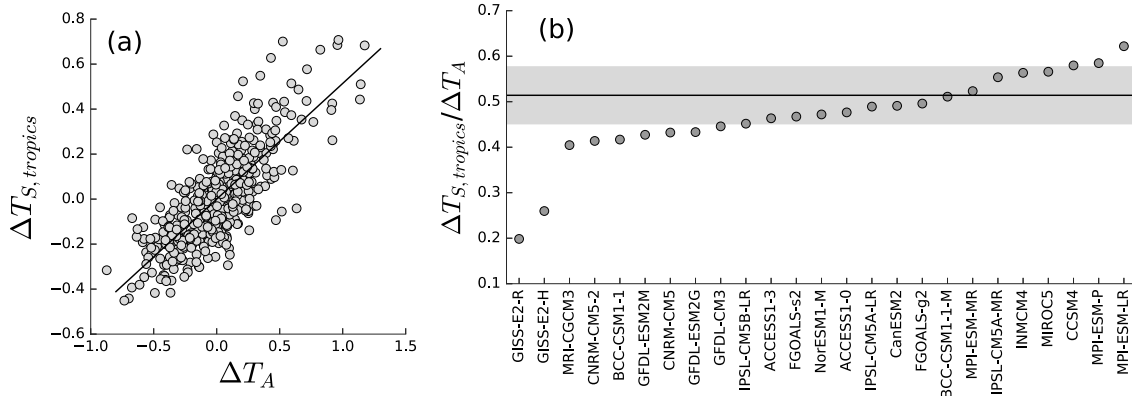 (a)
0.8
0.6
0.4
0.2
0.0
−0.2
−0.4
−0.6
ΔT_{S,tropics}
−1.0
−0.5
0.0
0.5
1.0
1.5
ΔT_A
(b)
0.7
0.6
0.5
0.4
0.3
0.2
0.1
ΔT_{S,tropics}/ΔT_A
GISS-E2-R
GISS-E2-H
MRI-CGCM3
CNRM-CM5-2
BCC-CSM1-1
GFDL-ESM2M
CNRM-CM5
GFDL-ESM2G
GFDL-CM3
IPSL-CM5B-LR
ACCESS1-3
FGOALS-s2
NorESM1-M
ACCESS1-0
IPSL-CM5A-LR
CanESM2
FGOALS-g2
BCC-CSM1-1-M
MPI-ESM-MR
IPSL-CM5A-MR
INMCM4
MIROC5
CCSM4
MPI-ESM-P
MPI-ESM-LR